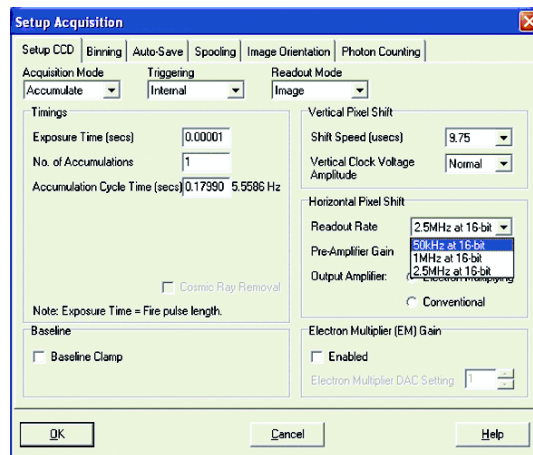 Setup Acquisition
Setup CCD Binning Auto-Save Spooling Image Orientation Photon Counting
Acquisition Mode Triggering Readout Mode
Accumulate Internal Image
Timings
Exposure Time (secs) 0.00001
No. of Accumulations 1
Accumulation Cycle Time (secs) 0.17990 5.5586 Hz
Cosmic Ray Removal
Note: Exposure Time = Fire pulse length.
Vertical Pixel Shift
Shift Speed (usecs) 9.75
Vertical Clock Voltage Normal
Amplitude
Horizontal Pixel Shift
Readout Rate 2.5MHz at 16-bit
50kHz at 16-bit
Pre-Amplifier Gain 1MHz at 16-bit
2.5MHz at 16-bit
Output Amplifier: Electron Multiplying
Conventional
Baseline
Baseline Clamp
Electron Multiplier (EM) Gain
Enabled
Electron Multiplier DAC Setting 1
OK Cancel Help